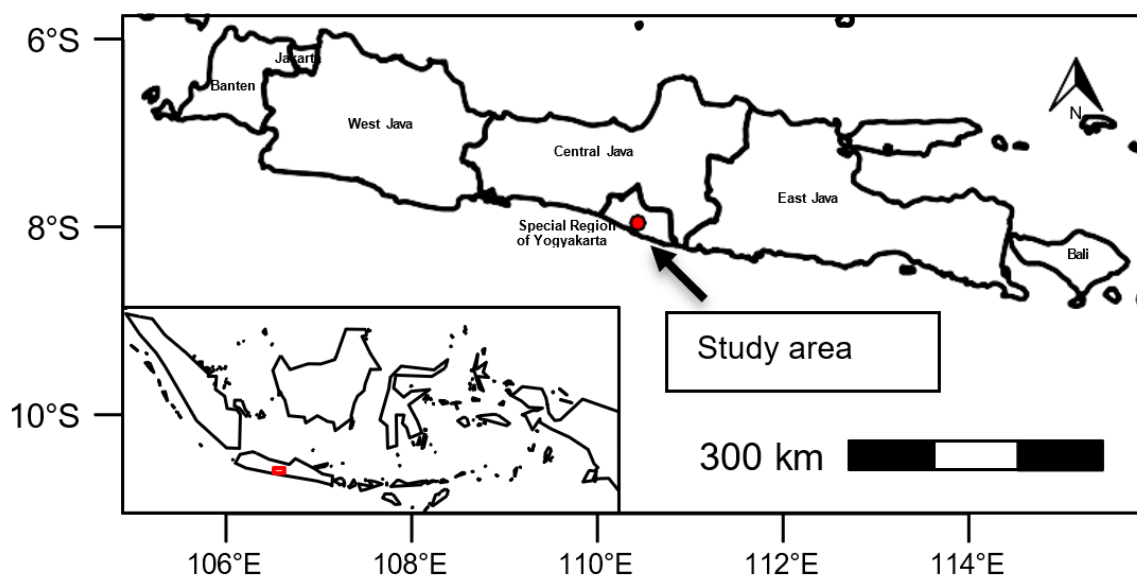 6°S
Jakarta
Banten
West Java
N
Central Java
East Java
8°S
Special Region
of Yogyakarta
Bali
Study area
10°S
300 km
106°E
108°E
110°E
112°E
114°E